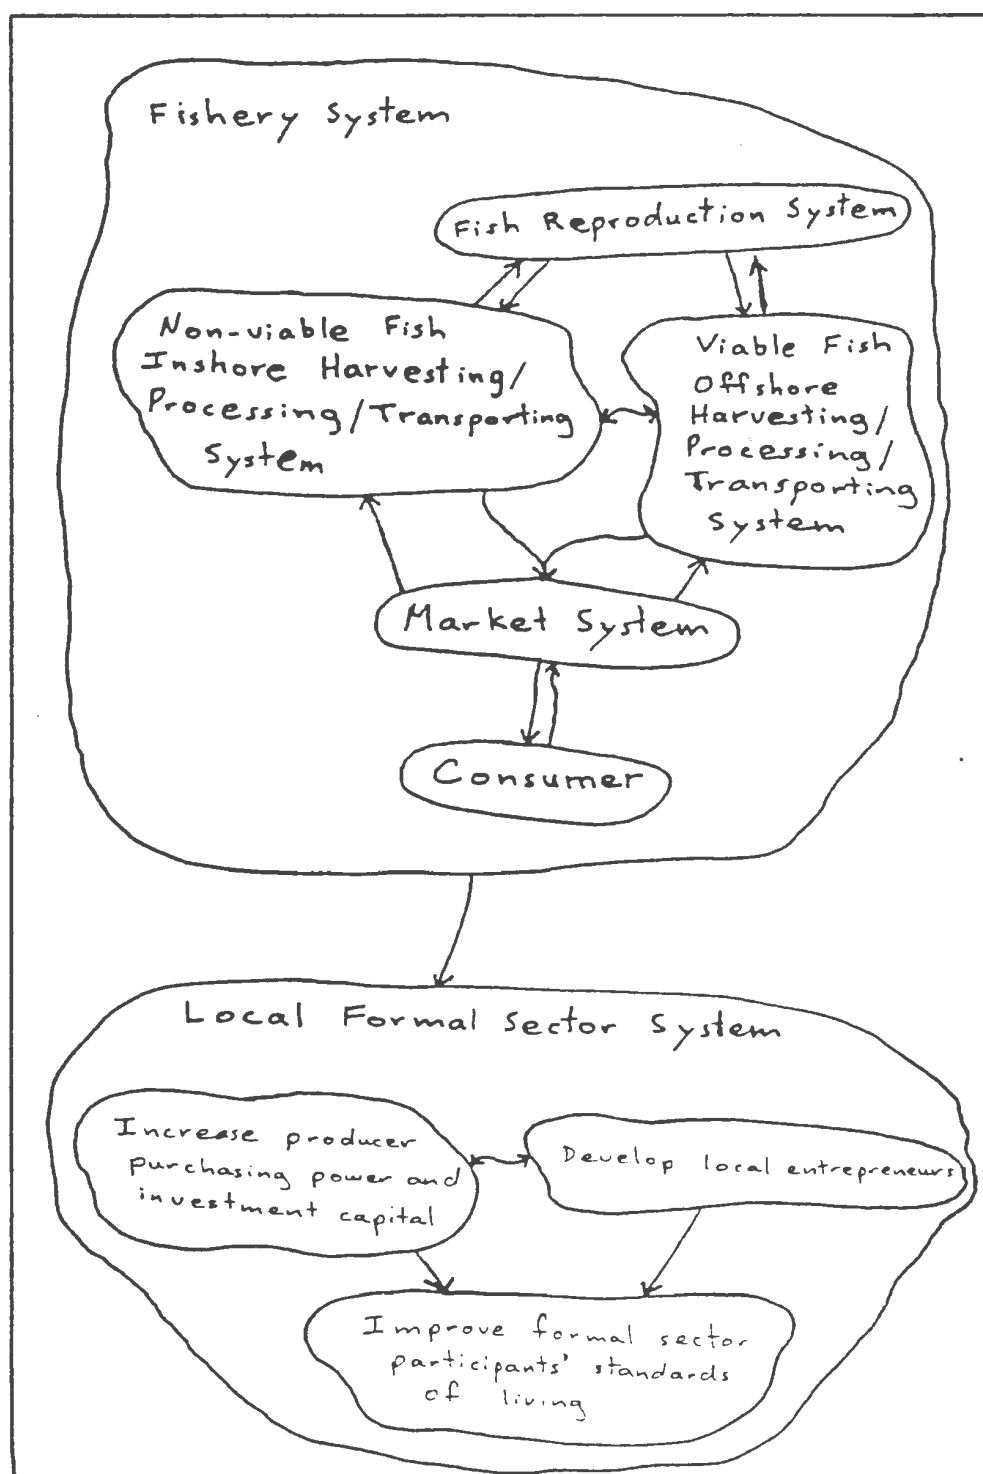 Fishery System
Fish Reproduction System
Non-viable Fish
Inshore Harvesting/
Processing/Transporting
System
Viable Fish
Offshore
Harvesting/
Processing/
Transporting
System
Market System
Consumer
Local Formal Sector System
Increase producer
purchasing power and
investment capital
Develop local entrepreneurs
Improve formal sector
participants' standards
of living